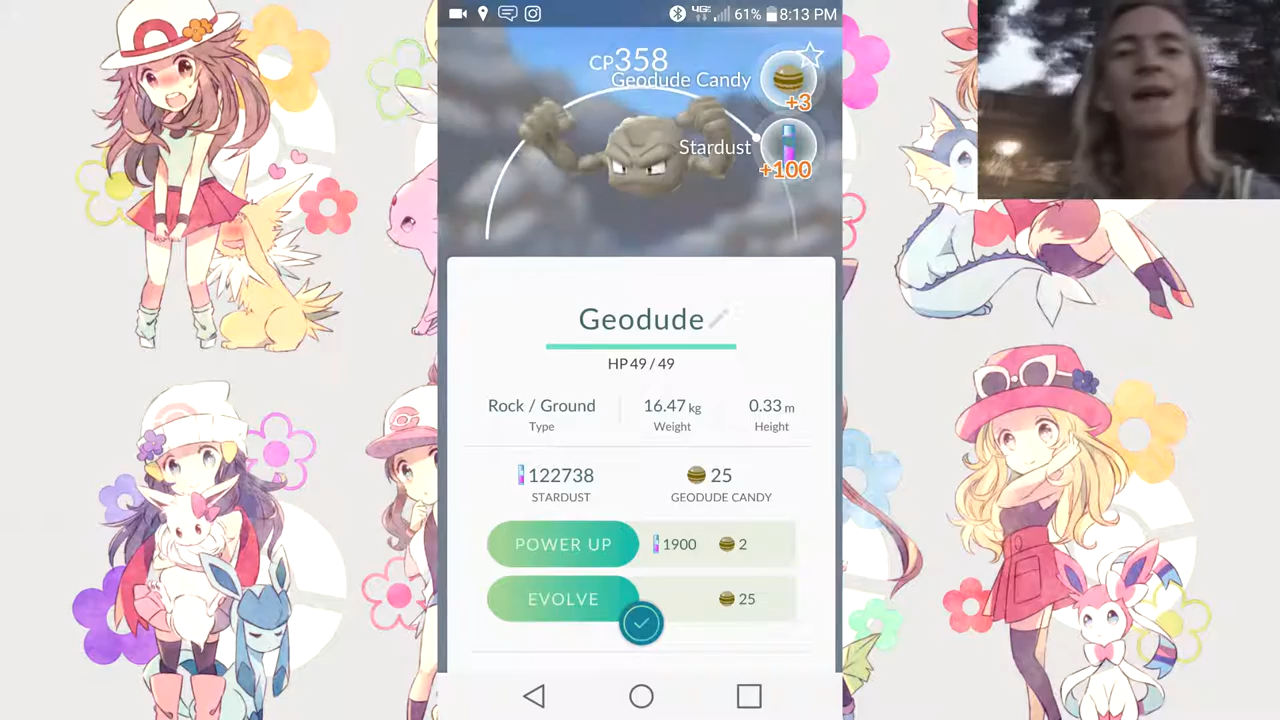 4G 61% 8:13 PM
CP358
Geodude Candy
+3
Stardust
+100
Geodude
HP 49 / 49
Rock / Ground 16.47 kg 0.33 m
Type Weight Height
122738 25
STARDUST GEODUDE CANDY
POWER UP 1900 2
EVOLVE 25